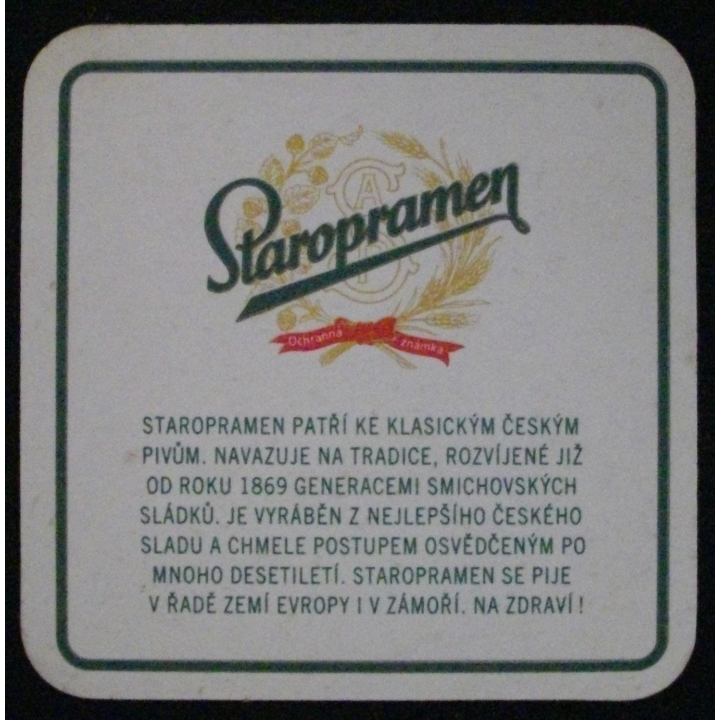 Staropramen
Ochranná známka
STAROPRAMEN PATŘÍ KE KLASICKÝM ČESKÝM
PIVŮM. NAVAZUJE NA TRADICE, ROZVÍJENÉ JIŽ
OD ROKU 1869 GENERACEMI SMICHOVSKÝCH
SLÁDKŮ. JE VYRÁBĚN Z NEJLEPŠÍHO ČESKÉHO
SLADU A CHMELE POSTUPEM OSVĚDČENÝM PO
MNOHO DESETILETÍ. STAROPRAMEN SE PIJE
V ŘADĚ ZEMÍ EVROPY I V ZÁMOŘÍ. NA ZDRAVÍ !